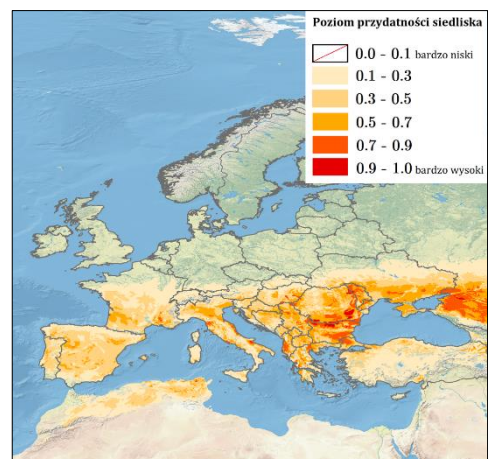 Poziom przydatności siedliska
0.0 - 0.1 bardzo niski
0.1 - 0.3
0.3 - 0.5
0.5 - 0.7
0.7 - 0.9
0.9 - 1.0 bardzo wysoki